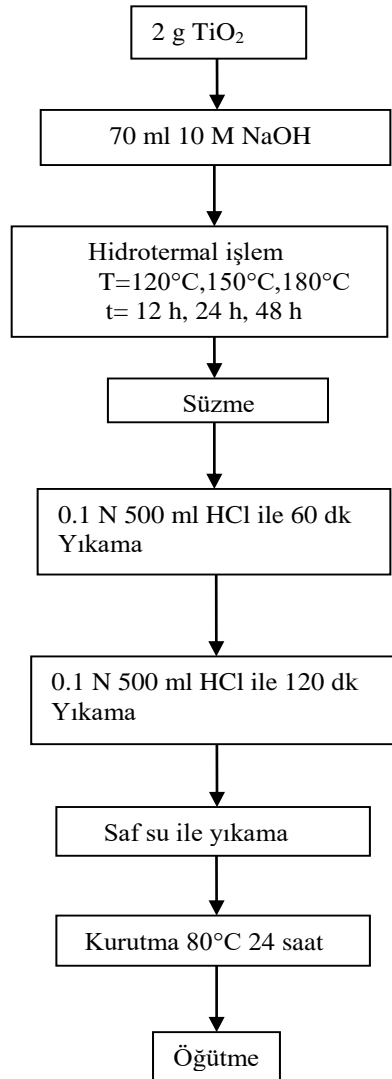 2 g TiO₂
70 ml 10 M NaOH
Hidrotermal işlem
T=120°C,150°C,180°C
t= 12 h, 24 h, 48 h
Süzme
0.1 N 500 ml HCl ile 60 dk
Yıkama
0.1 N 500 ml HCl ile 120 dk
Yıkama
Saf su ile yıkama
Kurutma 80°C 24 saat
Öğütme